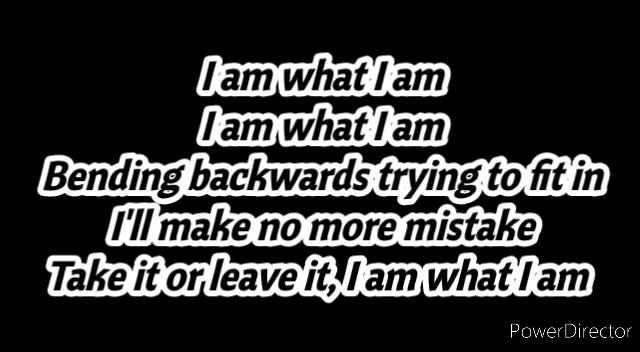 I am what I am
I am what I am
Bending backwards trying to fit in
I'll make no more mistake
Take it or leave it, I am what I am
PowerDirector